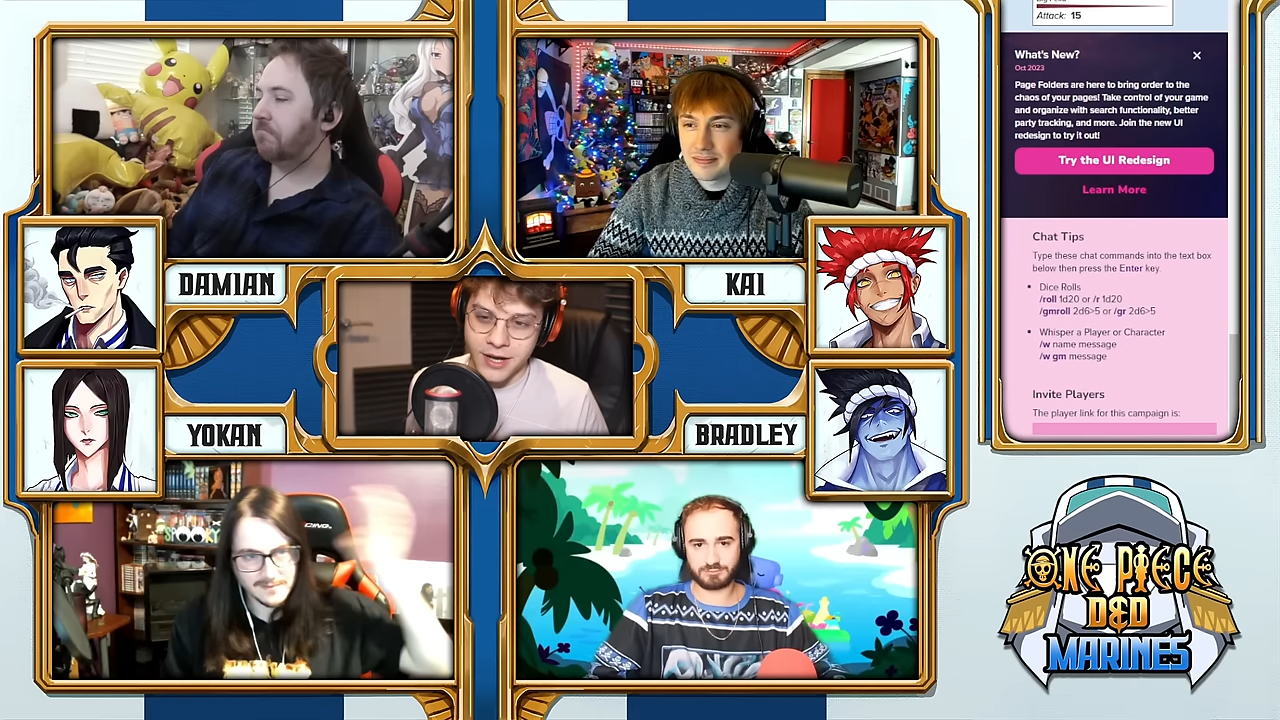 DAMIAN
KAI
YOKAN
BRADLEY
SPOOKY
Attack: 15
What's New?
Oct 2023
Page Folders are here to bring order to the
chaos of your pages! Take control of your game
and organize with search functionality, better
party tracking, and more. Join the new UI
redesign to try it out!
Try the UI Redesign
Learn More
Chat Tips
Type these chat commands into the text box
below then press the Enter key.
Dice Rolls
/roll 1d20 or /r 1d20
/gmroll 2d6>5 or /gr 2d6>5
Whisper a Player or Character
/w name message
/w gm message
Invite Players
The player link for this campaign is:
ONE PIECE
D&D
MARINES